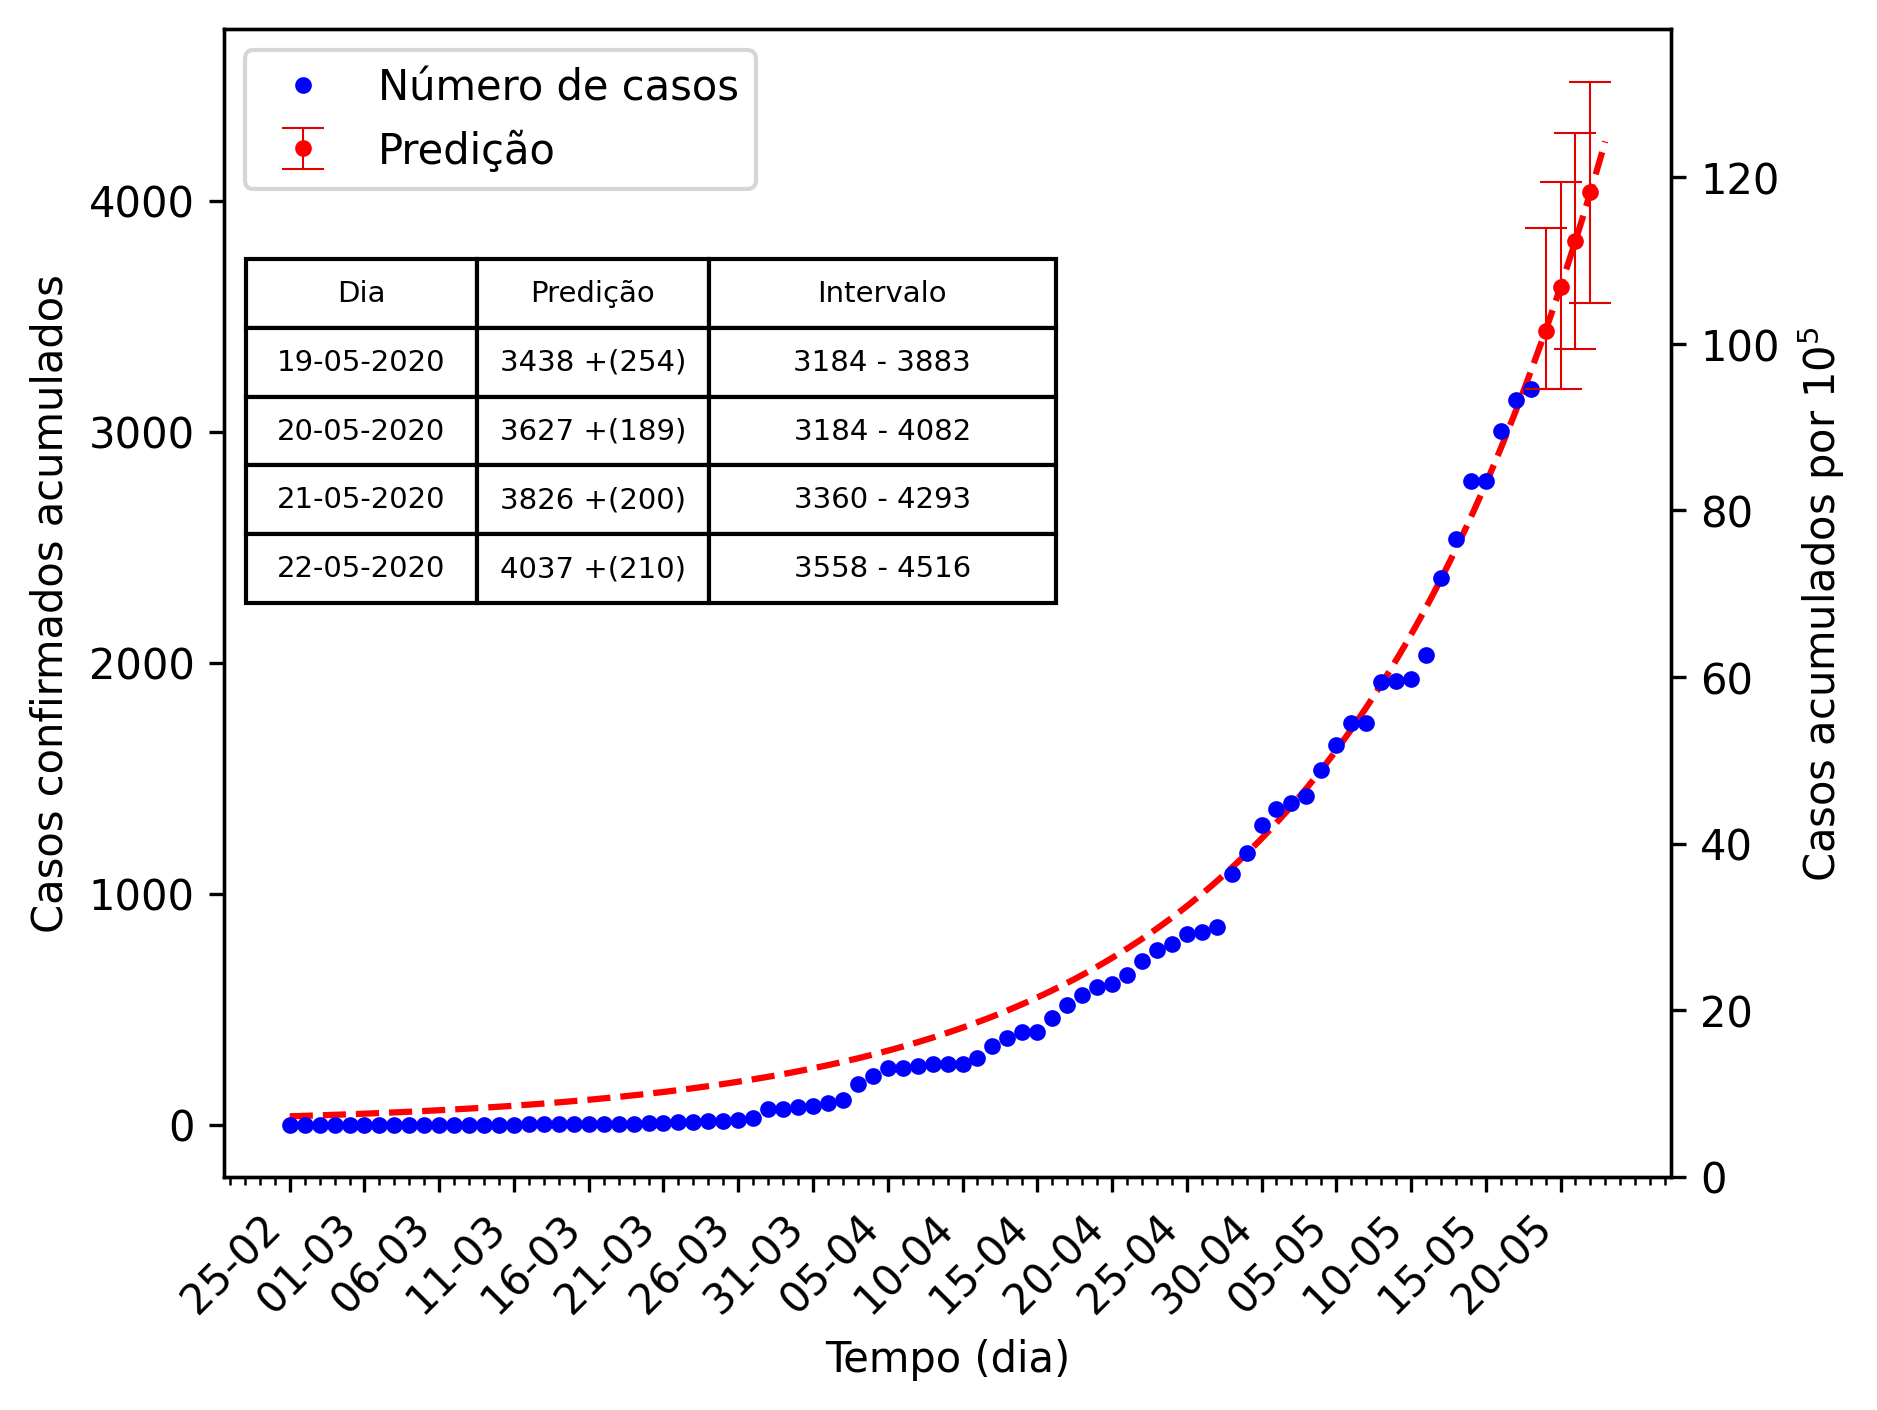 Número de casos
Predição
Dia Predição Intervalo
19-05-2020 3438 +(254) 3184 - 3883
20-05-2020 3627 +(189) 3184 - 4082
21-05-2020 3826 +(200) 3360 - 4293
22-05-2020 4037 +(210) 3558 - 4516
Casos confirmados acumulados
4000
3000
2000
1000
0
120
100
80
60
40
20
0
Casos acumulados por 10⁵
25-02 01-03 06-03 11-03 16-03 21-03 26-03 31-03 05-04 10-04 15-04 20-04 25-04 30-04 05-05 10-05 15-05 20-05
Tempo (dia)